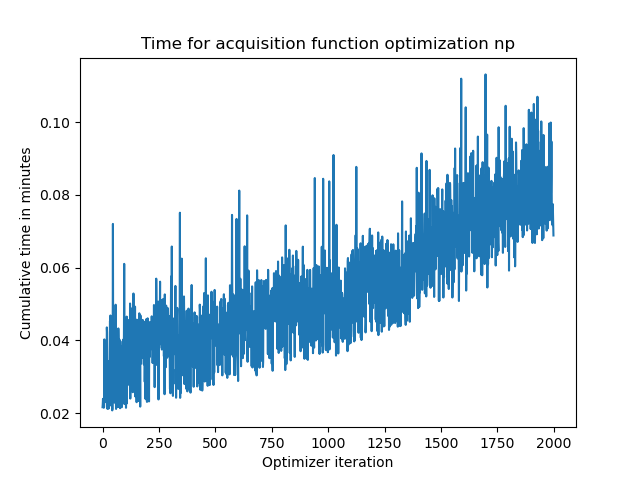 Time for acquisition function optimization np
Cumulative time in minutes
0.10
0.08
0.06
0.04
0.02
0 250 500 750 1000 1250 1500 1750 2000
Optimizer iteration